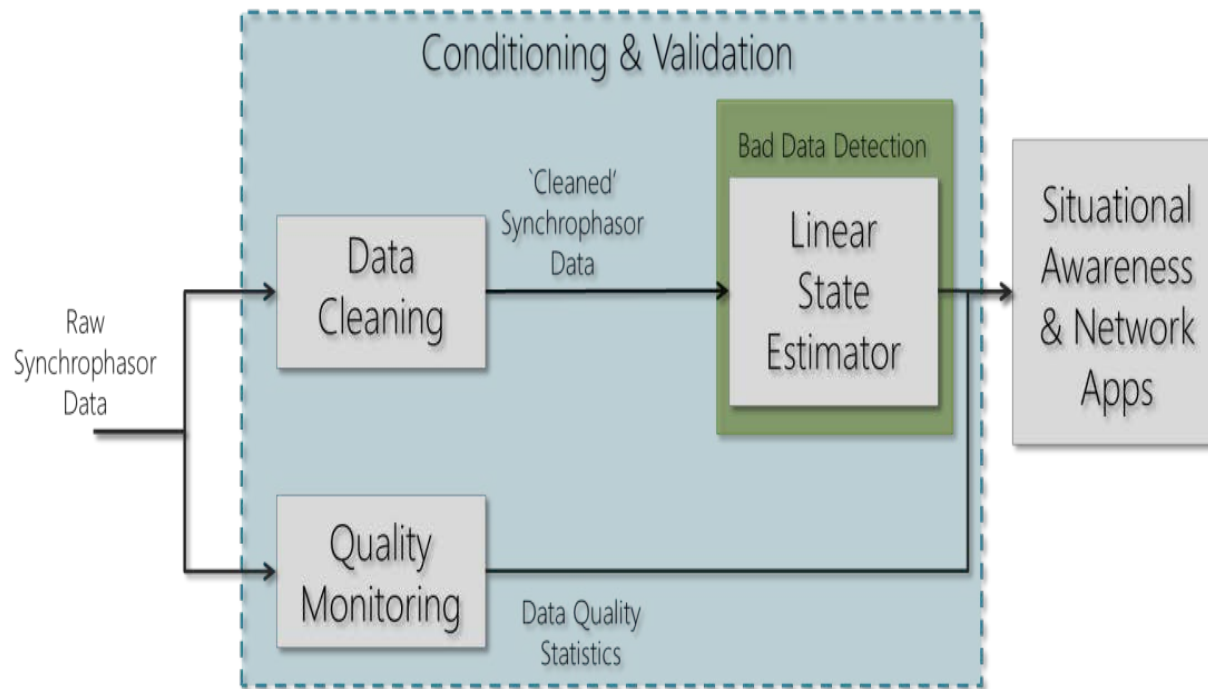 Conditioning & Validation
Raw
Synchrophasor
Data
Data
Cleaning
`Cleaned'
Synchrophasor
Data
Bad Data Detection
Linear
State
Estimator
Situational
Awareness
& Network
Apps
Quality
Monitoring
Data Quality
Statistics